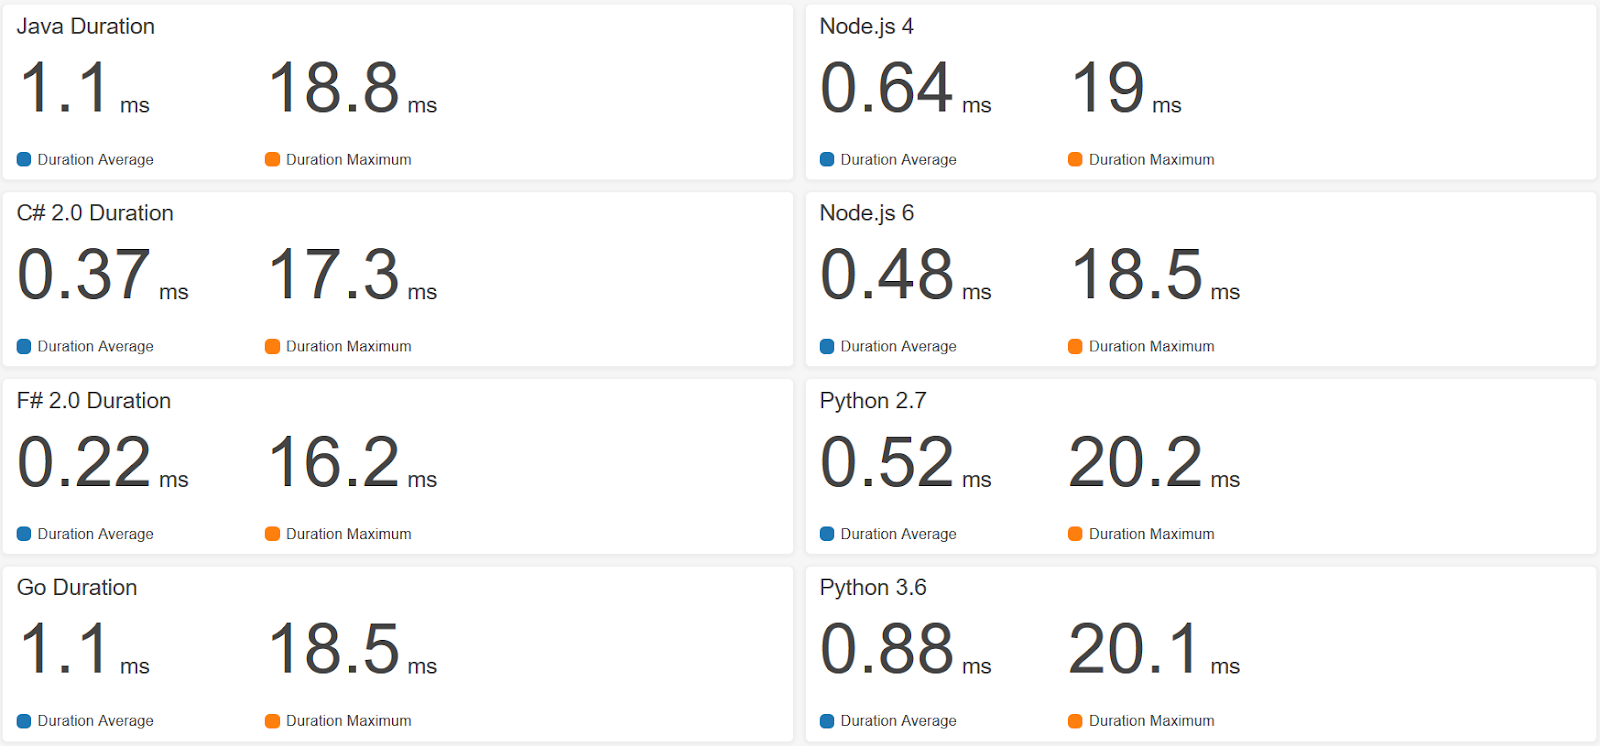 Java Duration
1.1 ms 18.8 ms
Duration Average Duration Maximum
Node.js 4
0.64 ms 19 ms
Duration Average Duration Maximum
C# 2.0 Duration
0.37 ms 17.3 ms
Duration Average Duration Maximum
Node.js 6
0.48 ms 18.5 ms
Duration Average Duration Maximum
F# 2.0 Duration
0.22 ms 16.2 ms
Duration Average Duration Maximum
Python 2.7
0.52 ms 20.2 ms
Duration Average Duration Maximum
Go Duration
1.1 ms 18.5 ms
Duration Average Duration Maximum
Python 3.6
0.88 ms 20.1 ms
Duration Average Duration Maximum